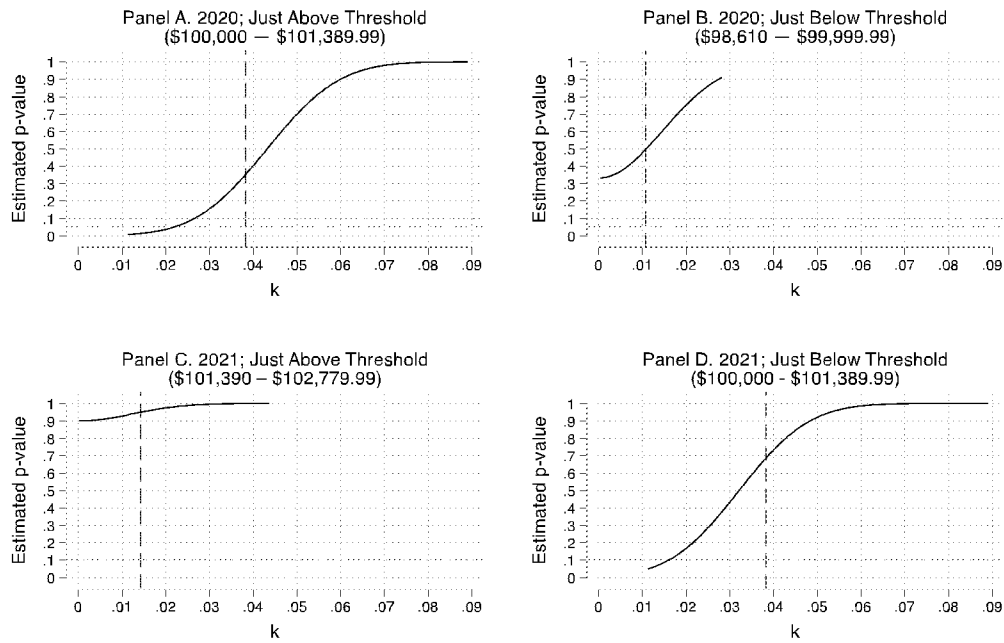 Panel A. 2020; Just Above Threshold
($100,000 — $101,389.99)
Estimated p-value
1
.9
.8
.7
.6
.5
.4
.3
.2
.1
0
0 .01 .02 .03 .04 .05 .06 .07 .08 .09
k
Panel B. 2020; Just Below Threshold
($98,610 — $99,999.99)
Estimated p-value
1
.9
.8
.7
.6
.5
.4
.3
.2
.1
0
0 .01 .02 .03 .04 .05 .06 .07 .08 .09
k
Panel C. 2021; Just Above Threshold
($101,390 – $102,779.99)
Estimated p-value
1
.9
.8
.7
.6
.5
.4
.3
.2
.1
0
0 .01 .02 .03 .04 .05 .06 .07 .08 .09
k
Panel D. 2021; Just Below Threshold
($100,000 - $101,389.99)
Estimated p-value
1
.9
.8
.7
.6
.5
.4
.3
.2
.1
0
0 .01 .02 .03 .04 .05 .06 .07 .08 .09
k